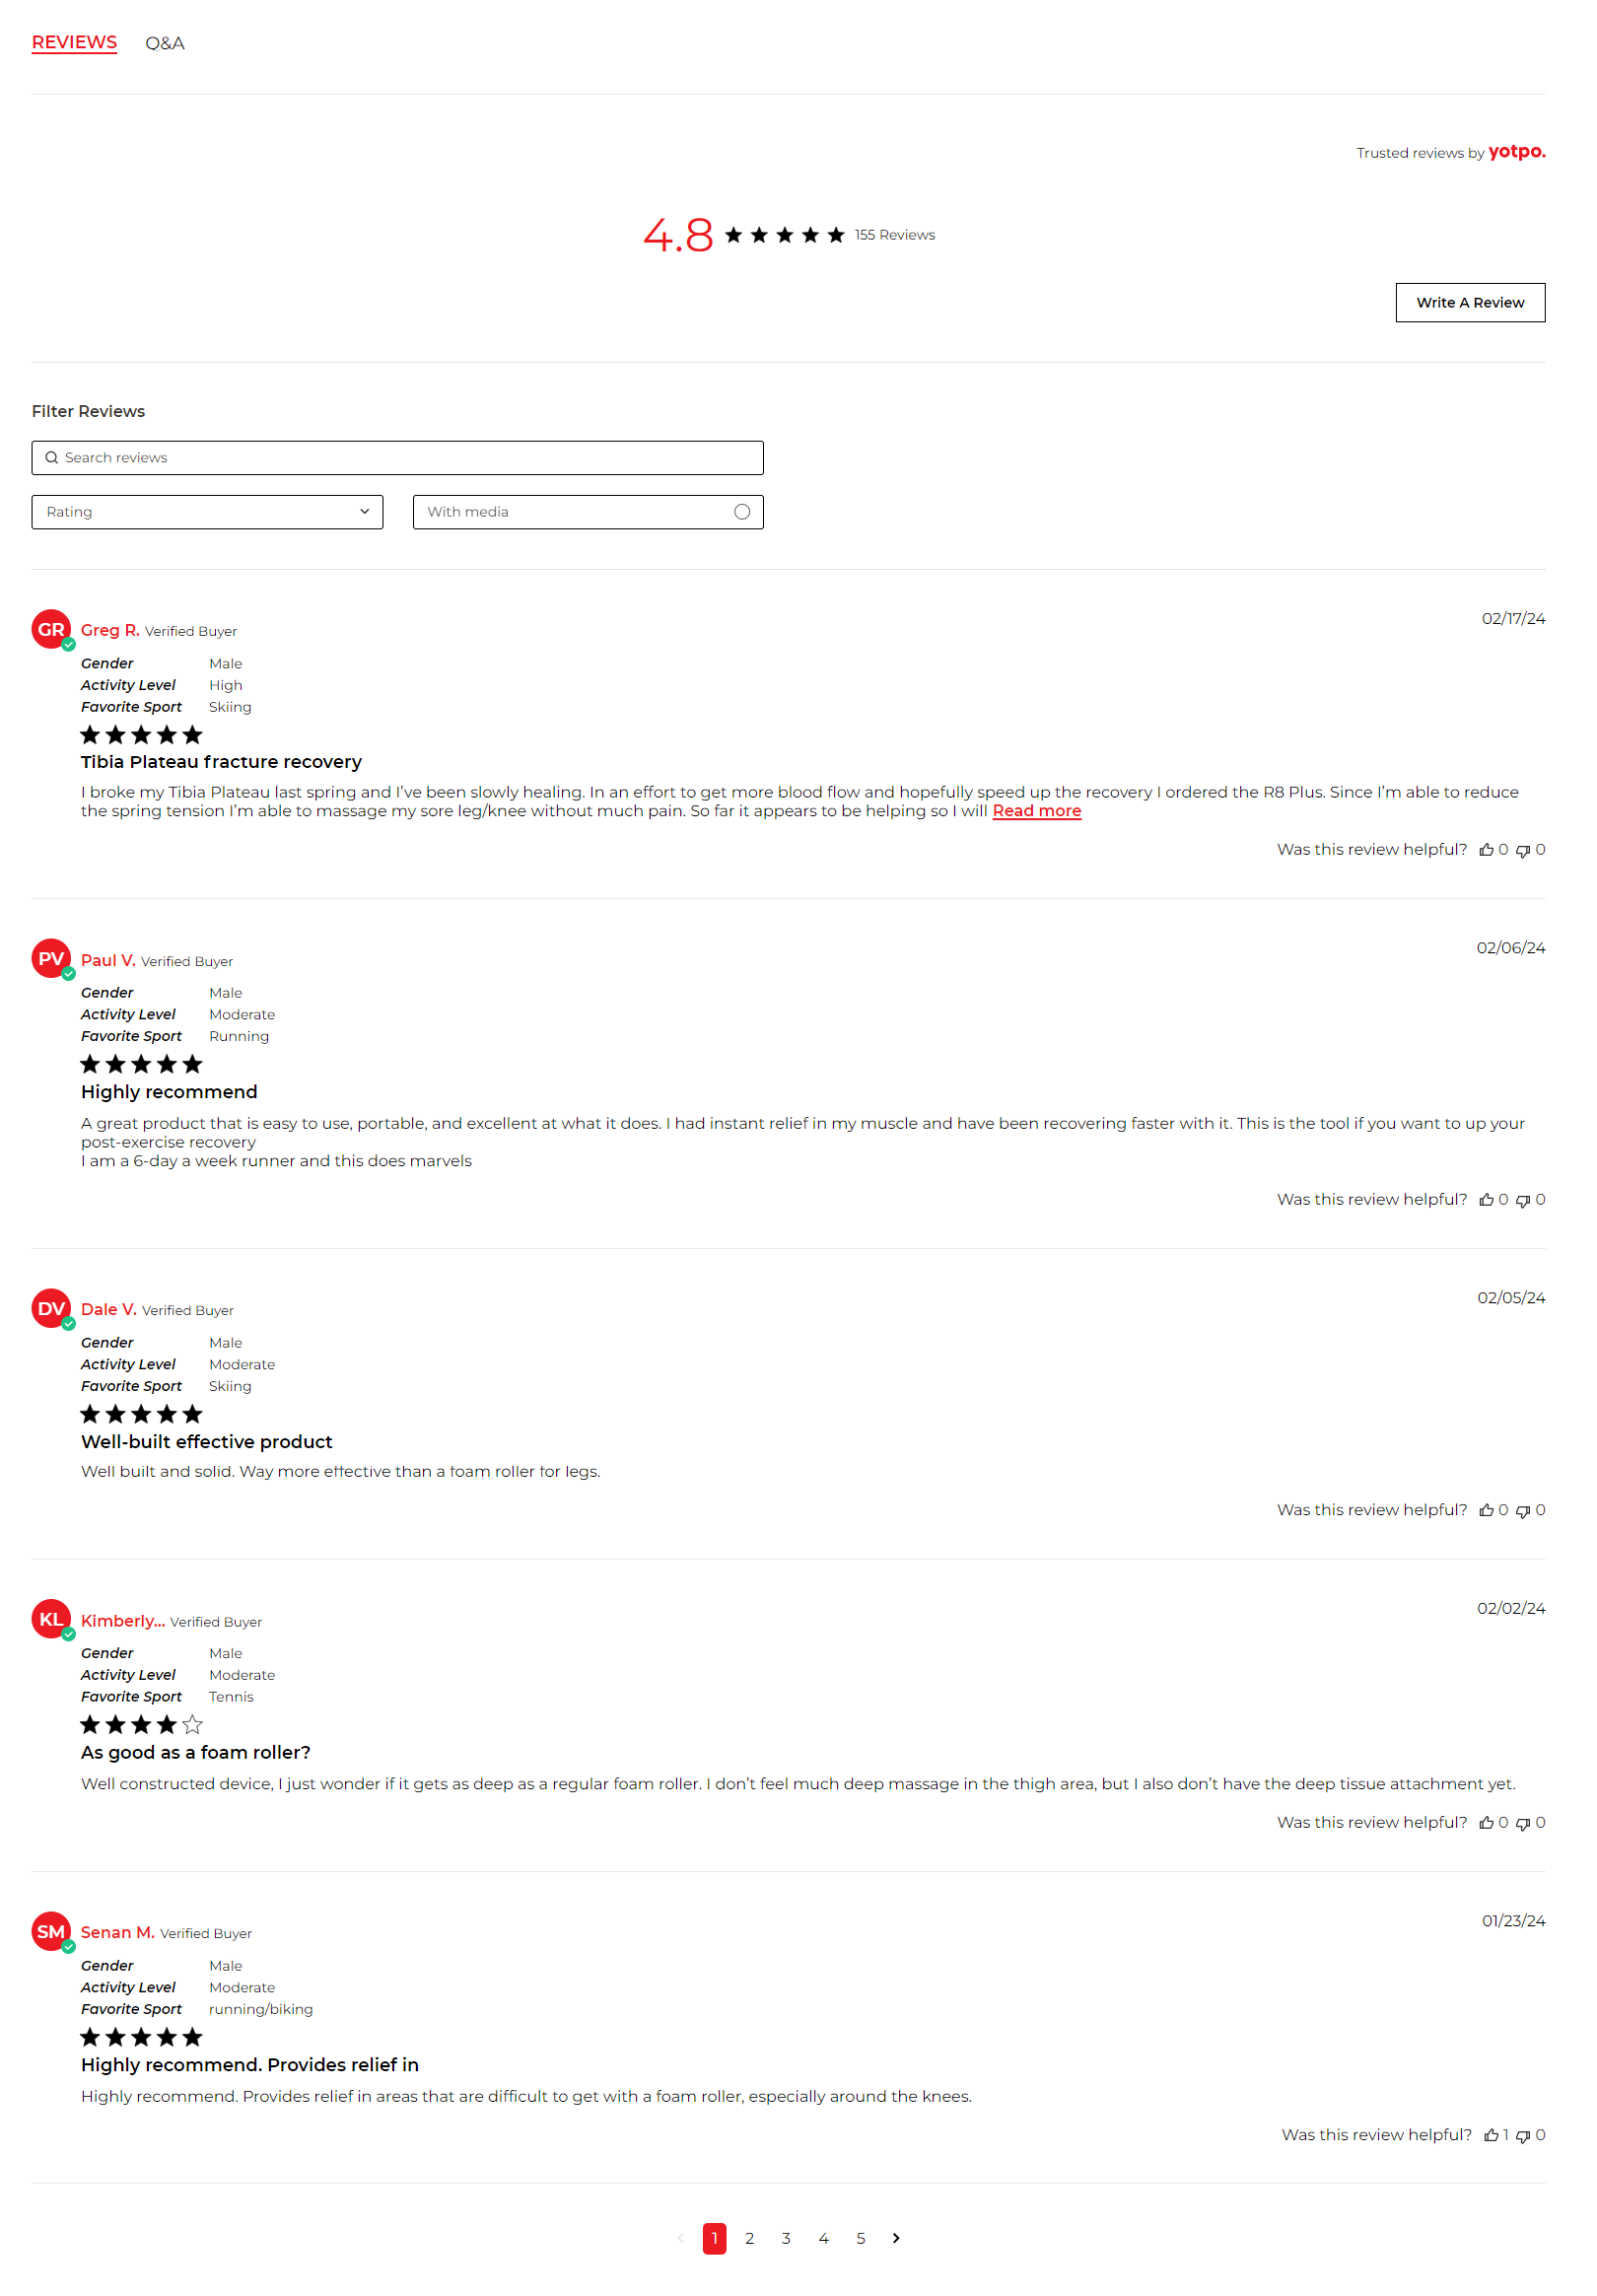 REVIEWS Q&A
Trusted reviews by yotpo.
4.8 155 Reviews
Write A Review
Filter Reviews
Search reviews
Rating With media
GR Greg R. Verified Buyer 02/17/24
Gender Male
Activity Level High
Favorite Sport Skiing
Tibia Plateau fracture recovery
I broke my Tibia Plateau last spring and I’ve been slowly healing. In an effort to get more blood flow and hopefully speed up the recovery I ordered the R8 Plus. Since I’m able to reduce
the spring tension I’m able to massage my sore leg/knee without much pain. So far it appears to be helping so I will Read more
Was this review helpful? 0 0
PV Paul V. Verified Buyer 02/06/24
Gender Male
Activity Level Moderate
Favorite Sport Running
Highly recommend
A great product that is easy to use, portable, and excellent at what it does. I had instant relief in my muscle and have been recovering faster with it. This is the tool if you want to up your
post-exercise recovery
I am a 6-day a week runner and this does marvels
Was this review helpful? 0 0
DV Dale V. Verified Buyer 02/05/24
Gender Male
Activity Level Moderate
Favorite Sport Skiing
Well-built effective product
Well built and solid. Way more effective than a foam roller for legs.
Was this review helpful? 0 0
KL Kimberly... Verified Buyer 02/02/24
Gender Male
Activity Level Moderate
Favorite Sport Tennis
As good as a foam roller?
Well constructed device, I just wonder if it gets as deep as a regular foam roller. I don’t feel much deep massage in the thigh area, but I also don’t have the deep tissue attachment yet.
Was this review helpful? 0 0
SM Senan M. Verified Buyer 01/23/24
Gender Male
Activity Level Moderate
Favorite Sport running/biking
Highly recommend. Provides relief in
Highly recommend. Provides relief in areas that are difficult to get with a foam roller, especially around the knees.
Was this review helpful? 1 0
1 2 3 4 5